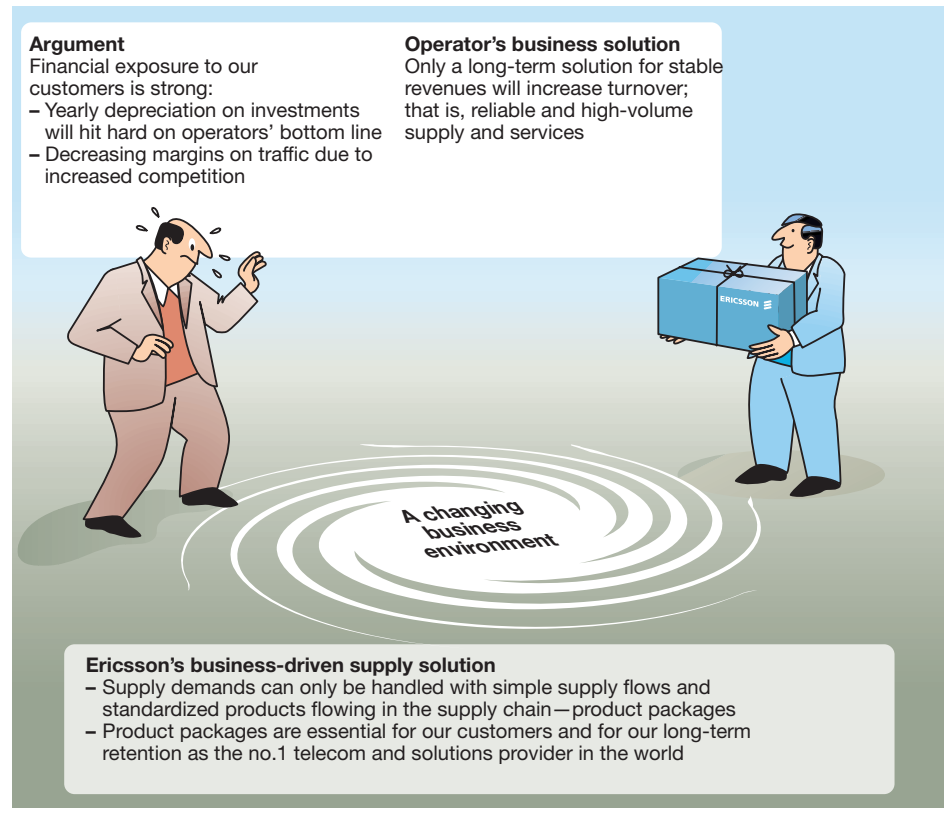 Argument
Financial exposure to our
customers is strong:
– Yearly depreciation on investments
will hit hard on operators' bottom line
– Decreasing margins on traffic due to
increased competition
Operator's business solution
Only a long-term solution for stable
revenues will increase turnover;
that is, reliable and high-volume
supply and services
ERICSSON
A changing
business
environment
Ericsson's business-driven supply solution
– Supply demands can only be handled with simple supply flows and
standardized products flowing in the supply chain—product packages
– Product packages are essential for our customers and for our long-term
retention as the no.1 telecom and solutions provider in the world